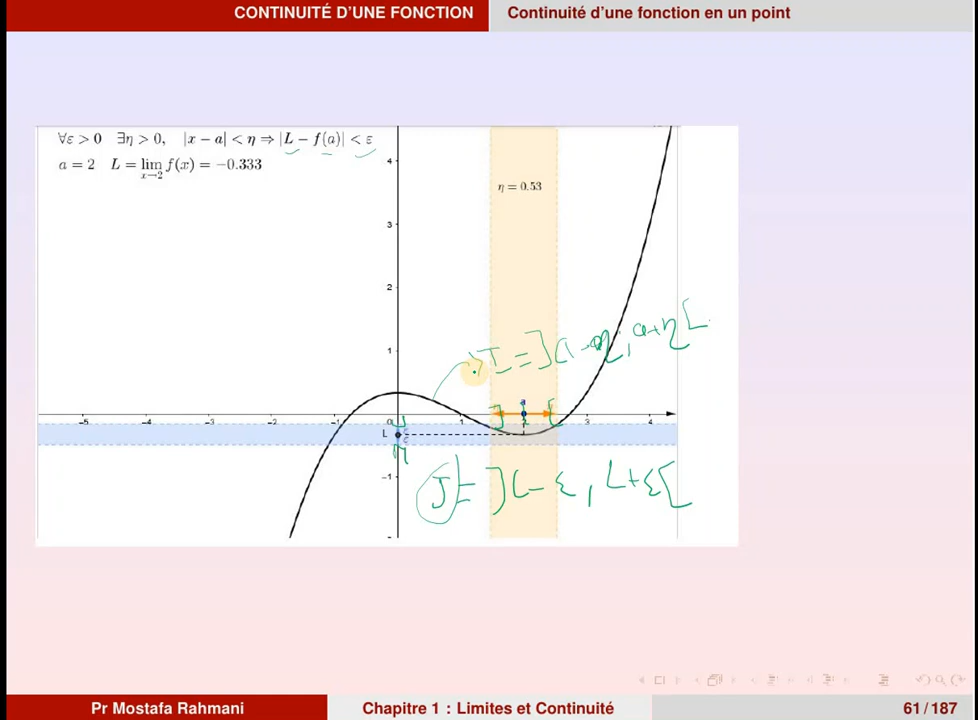 CONTINUITÉ D'UNE FONCTION Continuité d'une fonction en un point
∀ε > 0 ∃η > 0, |x − a| < η ⇒ |L − f(a)| < ε
a = 2 L = lim f(x) = −0.333
x→2
η = 0.53
4
3
2
1
I = ]a-η, a+η[
-5 -4 -3 -2 -1 0 1 2 3 4
a
L
ε
-1
J = ]L-ε, L+ε[
Pr Mostafa Rahmani Chapitre 1 : Limites et Continuité 61 / 187